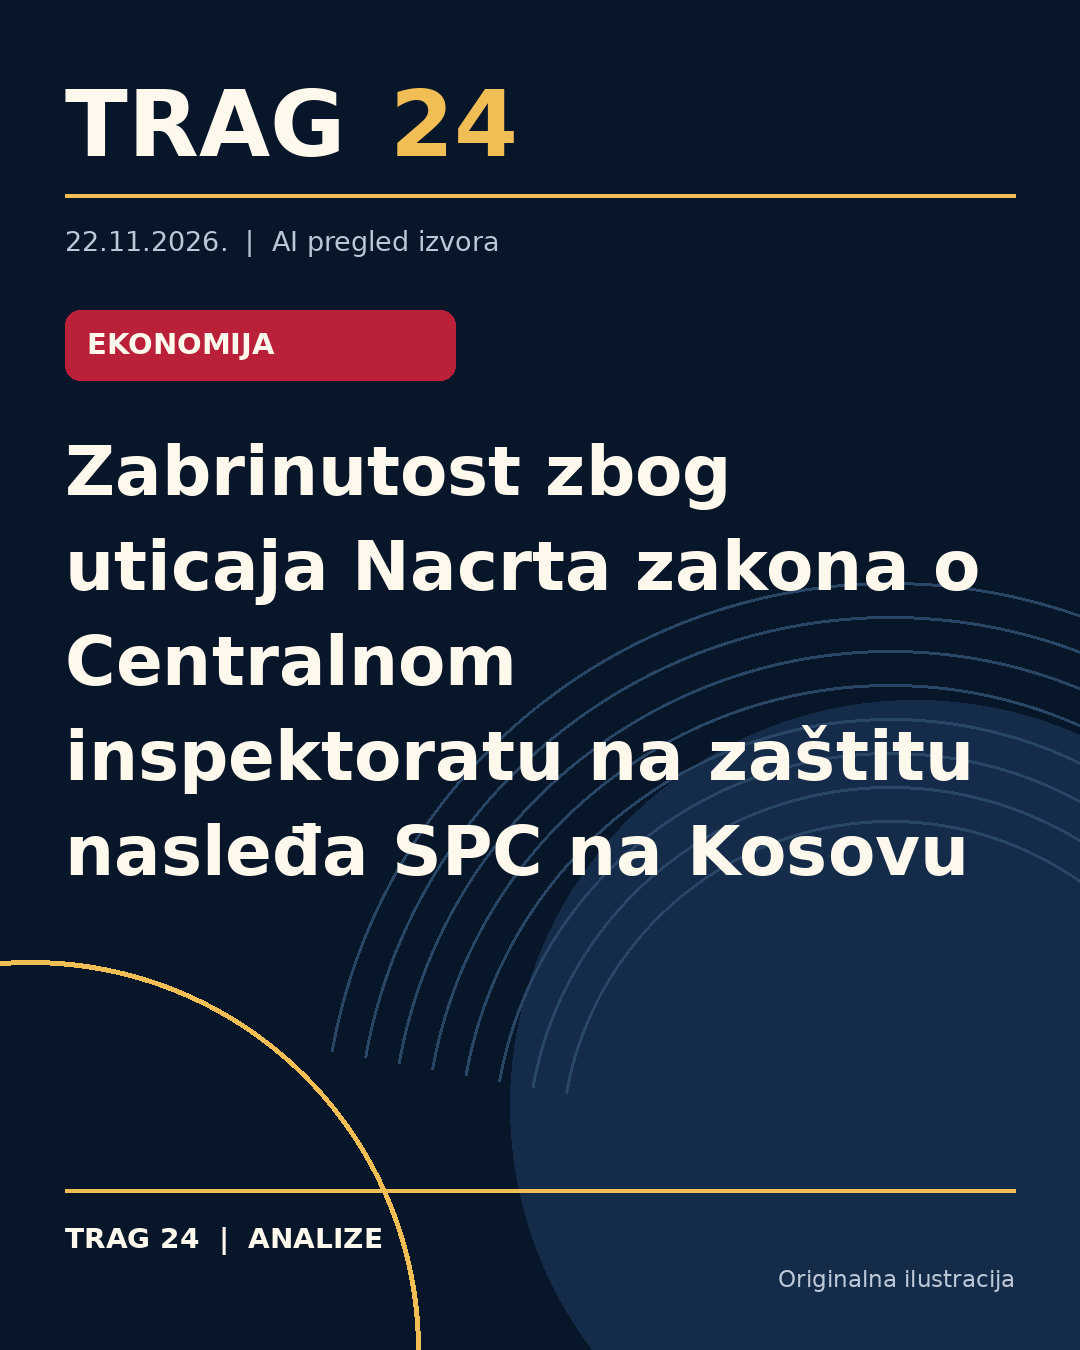 TRAG 24
22.11.2026. | AI pregled izvora
EKONOMIJA
Zabrinutost zbog
uticaja Nacrta zakona o
Centralnom
inspektoratu na zaštitu
nasleđa SPC na Kosovu
TRAG 24 | ANALIZE
Originalna ilustracija